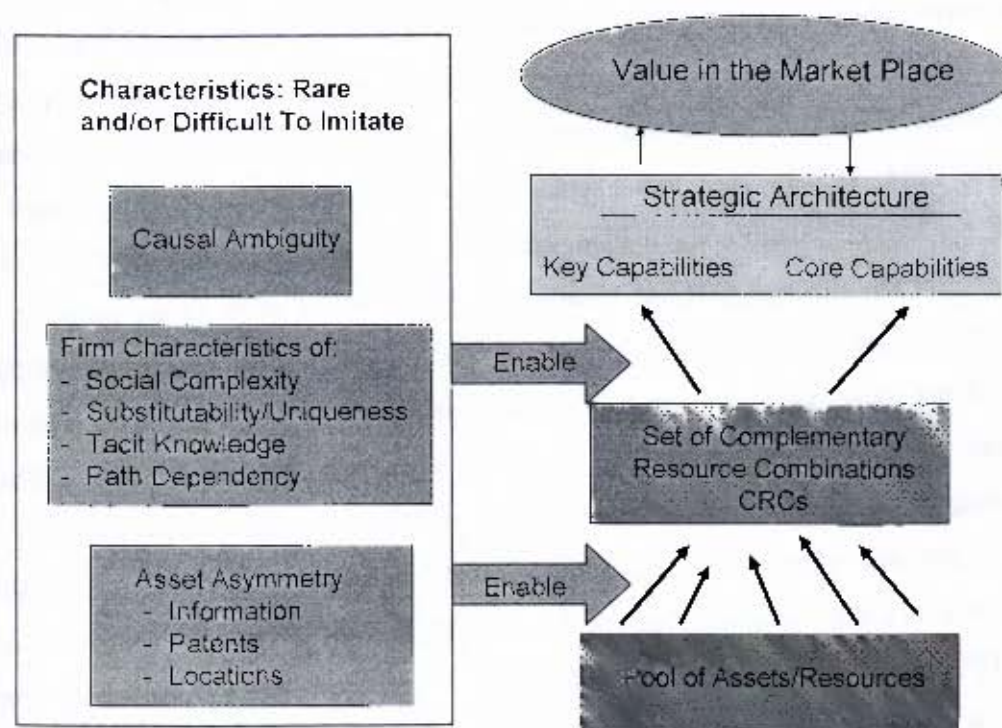 Characteristics: Rare
and/or Difficult To Imitate
Causal Ambiguity
Firm Characteristics of:
- Social Complexity
- Substitutability/Uniqueness
- Tacit Knowledge
- Path Dependency
Asset Asymmetry
- Information
- Patents
- Locations
Enable
Enable
Value in the Market Place
Strategic Architecture
Key Capabilities
Core Capabilities
Set of Complementary
Resource Combinations
CRCs
Pool of Assets/Resources